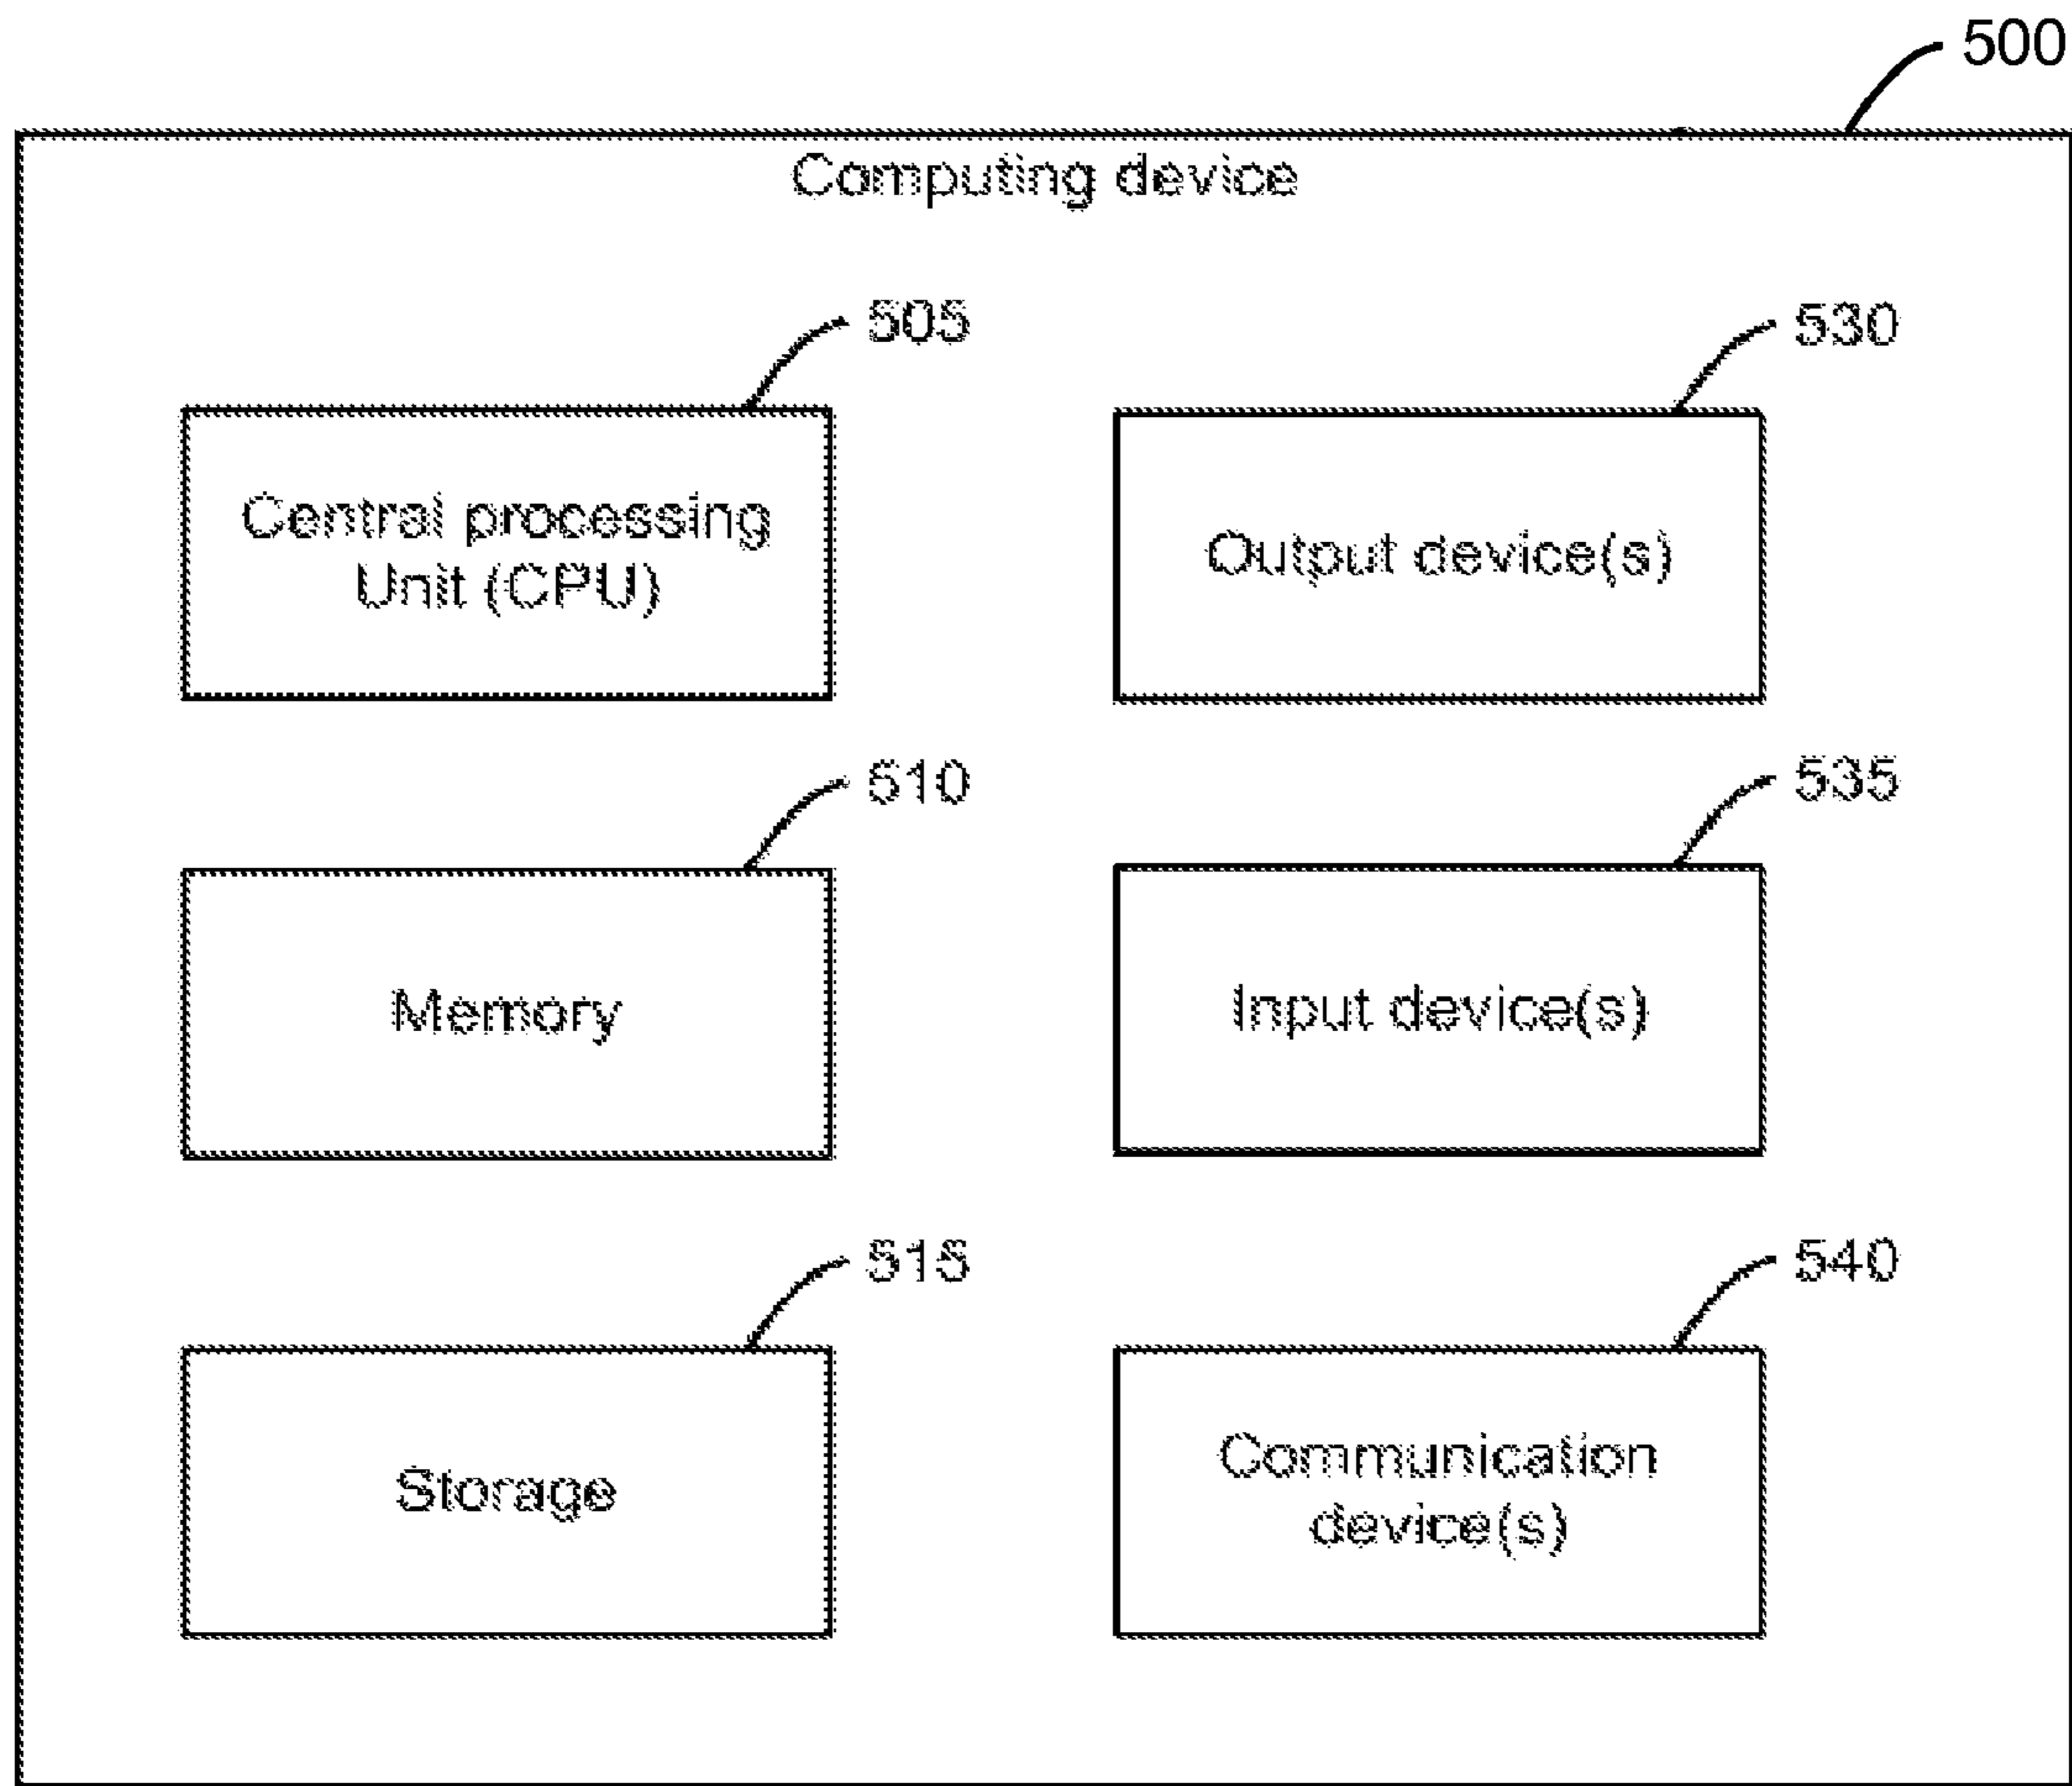 500
Computing device
505
530
Central processing
Unit (CPU)
Output device(s)
510
535
Memory
Input device(s)
515
540
Storage
Communication
device(s)